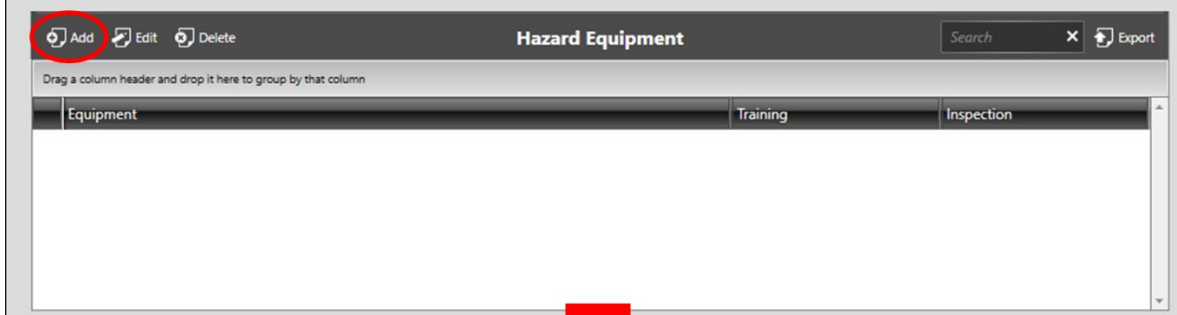 Add Edit Delete Hazard Equipment Search Export
Drag a column header and drop it here to group by that column
Equipment Training Inspection